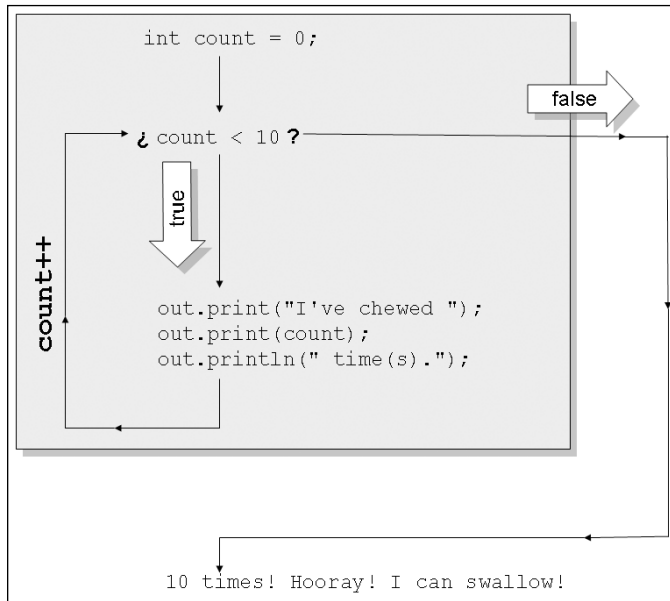 int count = 0;
false
¿ count < 10 ?
true
count++
out.print("I've chewed ");
out.print(count);
out.println(" time(s).");
10 times! Hooray! I can swallow!